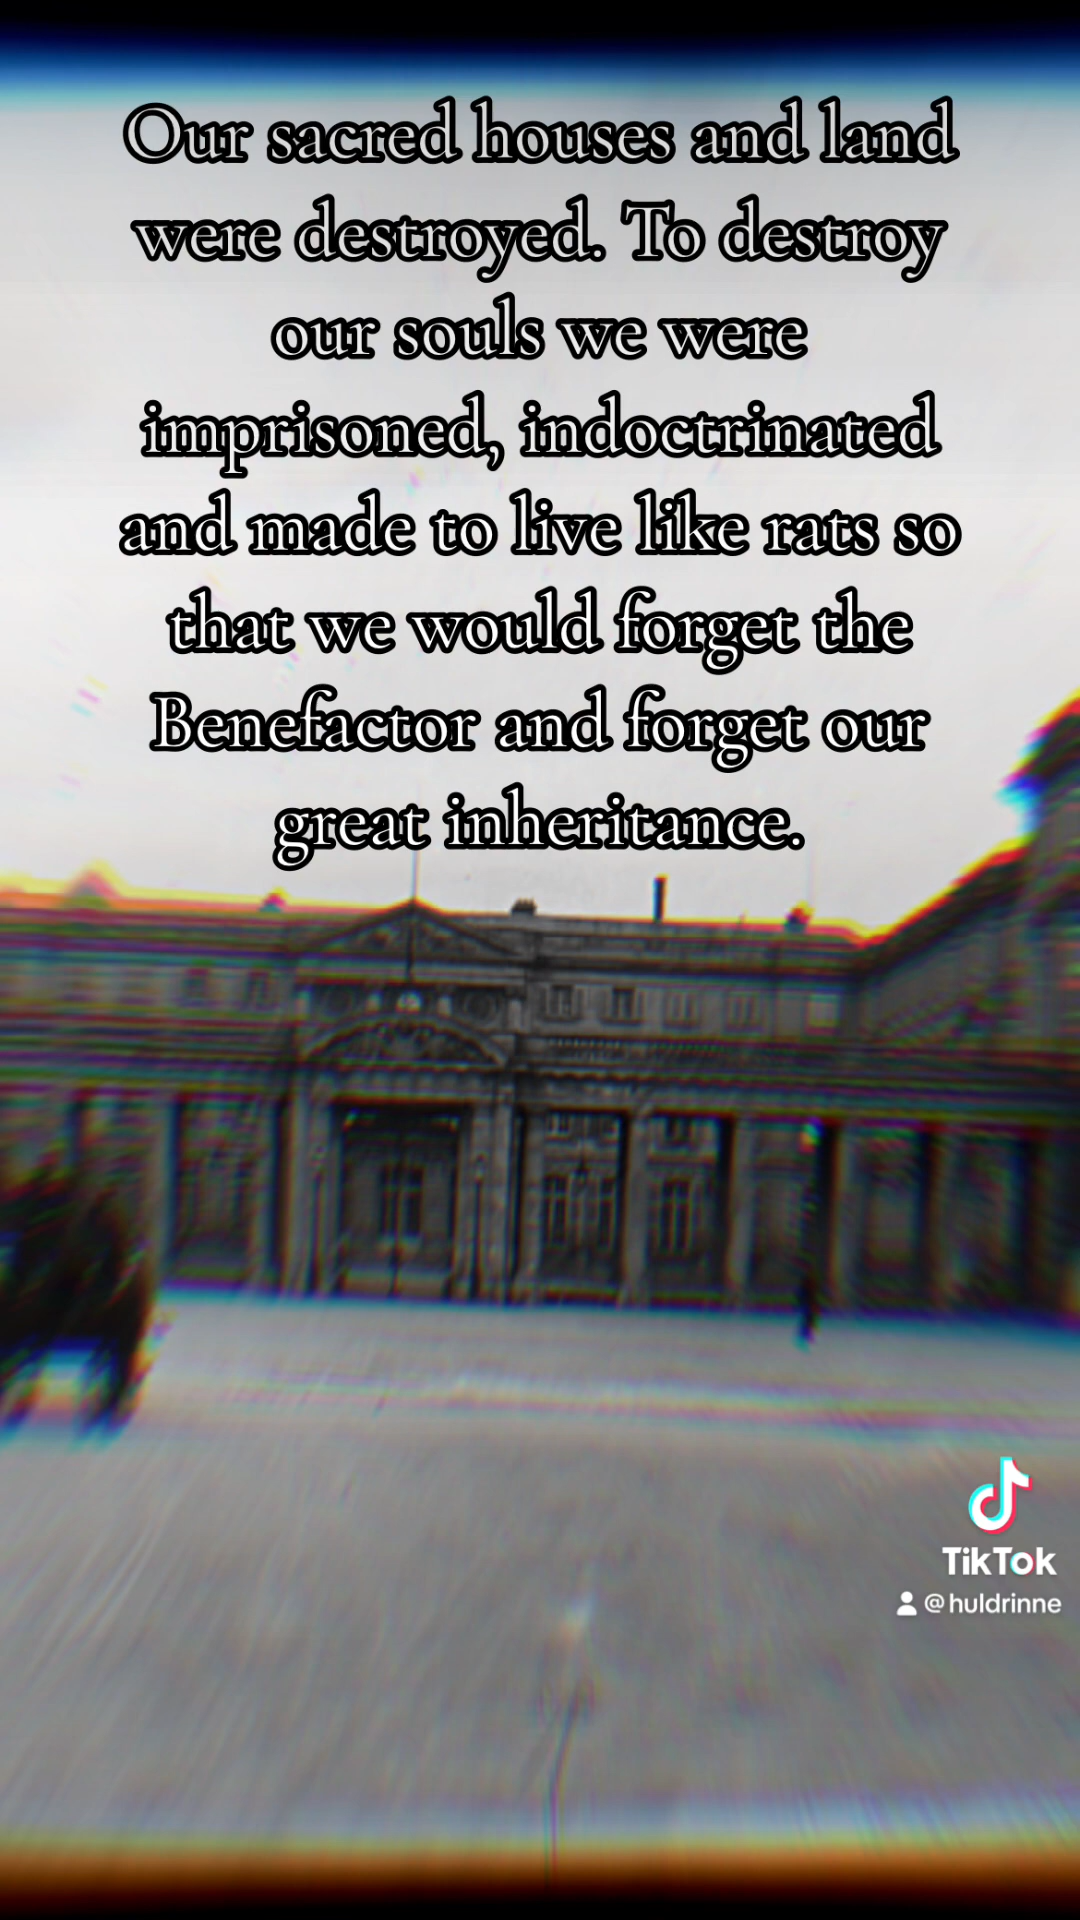 Our sacred houses and land
were destroyed. To destroy
our souls we were
imprisoned, indoctrinated
and made to live like rats so
that we would forget the
Benefactor and forget our
great inheritance.
TikTok
@huldrinne